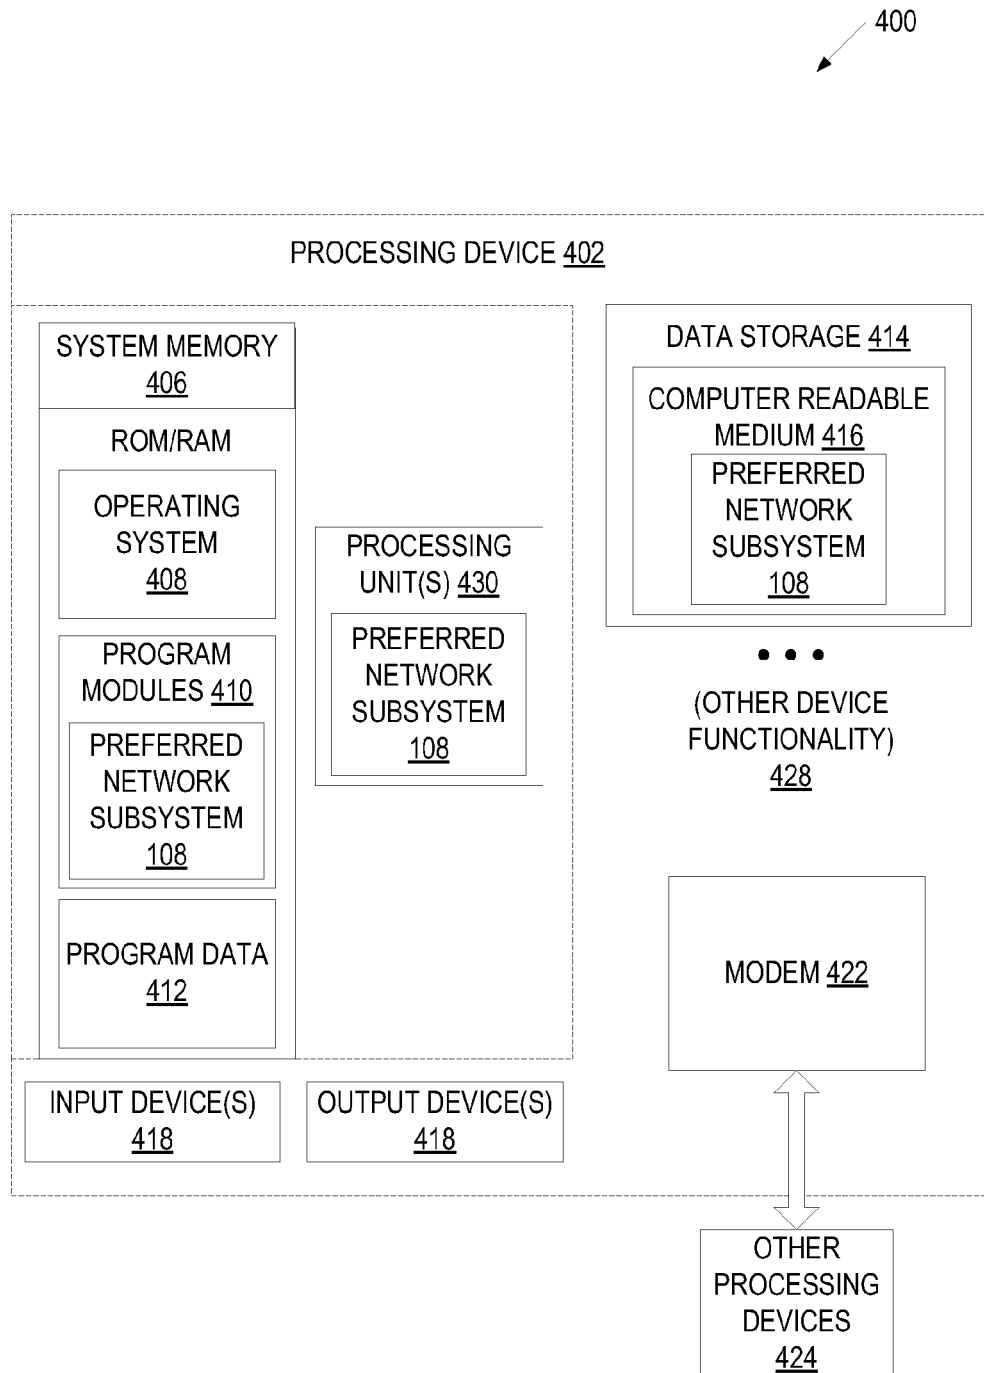 400
PROCESSING DEVICE 402
SYSTEM MEMORY
406
ROM/RAM
OPERATING
SYSTEM
408
PROGRAM
MODULES 410
PREFERRED
NETWORK
SUBSYSTEM
108
PROGRAM DATA
412
PROCESSING
UNIT(S) 430
PREFERRED
NETWORK
SUBSYSTEM
108
DATA STORAGE 414
COMPUTER READABLE
MEDIUM 416
PREFERRED
NETWORK
SUBSYSTEM
108
(OTHER DEVICE
FUNCTIONALITY)
428
MODEM 422
INPUT DEVICE(S)
418
OUTPUT DEVICE(S)
418
OTHER
PROCESSING
DEVICES
424